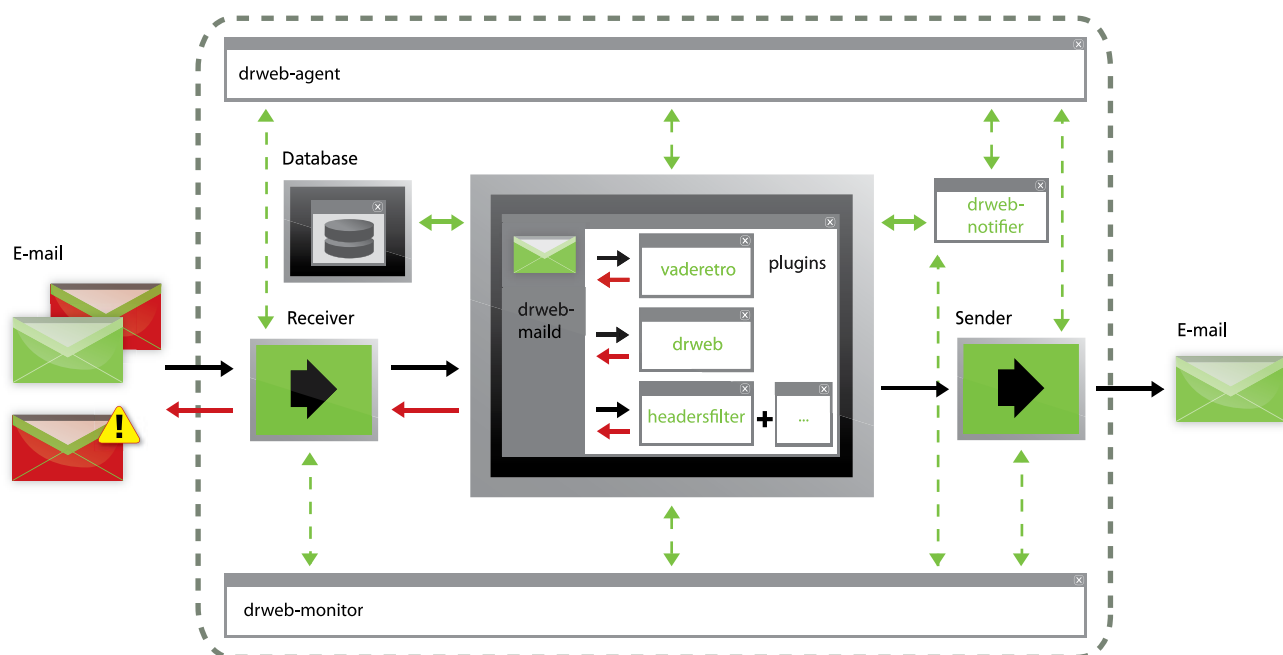 drweb-agent
Database
drweb-
notifier
E-mail
vaderetro
plugins
drweb-
maild
Receiver
drweb
Sender
E-mail
headersfilter
+
...
!
drweb-monitor